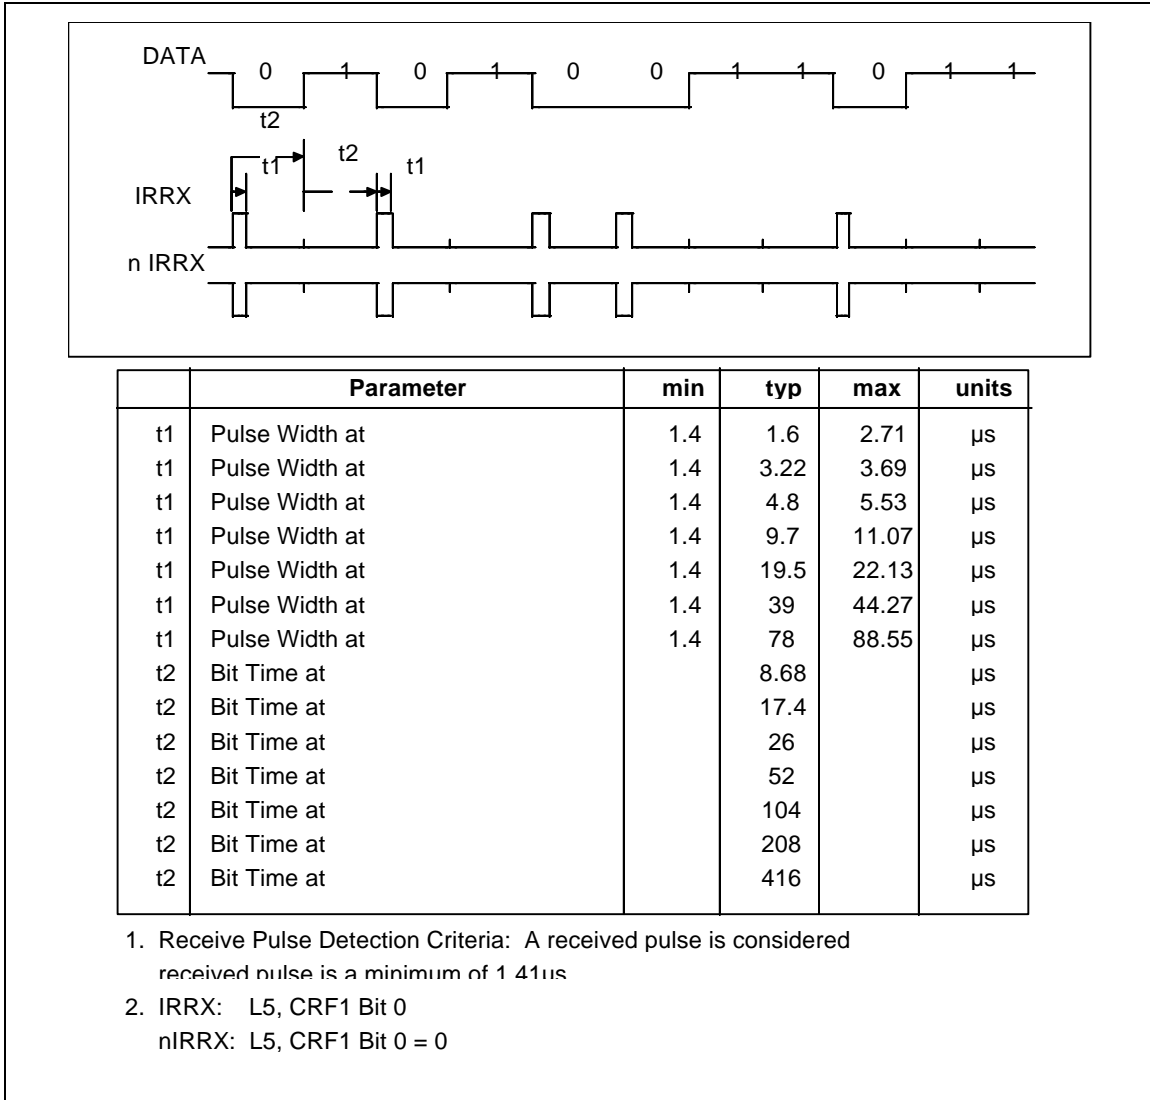 DATA 0 1 0 1 0 0 1 1 0 1 1
t2
t1 t2 t1
IRRX
n IRRX
Parameter min typ max units
t1 Pulse Width at 1.4 1.6 2.71 µs
t1 Pulse Width at 1.4 3.22 3.69 µs
t1 Pulse Width at 1.4 4.8 5.53 µs
t1 Pulse Width at 1.4 9.7 11.07 µs
t1 Pulse Width at 1.4 19.5 22.13 µs
t1 Pulse Width at 1.4 39 44.27 µs
t1 Pulse Width at 1.4 78 88.55 µs
t2 Bit Time at 8.68 µs
t2 Bit Time at 17.4 µs
t2 Bit Time at 26 µs
t2 Bit Time at 52 µs
t2 Bit Time at 104 µs
t2 Bit Time at 208 µs
t2 Bit Time at 416 µs
1. Receive Pulse Detection Criteria: A received pulse is considered
received pulse is a minimum of 1.41µs
2. IRRX: L5, CRF1 Bit 0
nIRRX: L5, CRF1 Bit 0 = 0